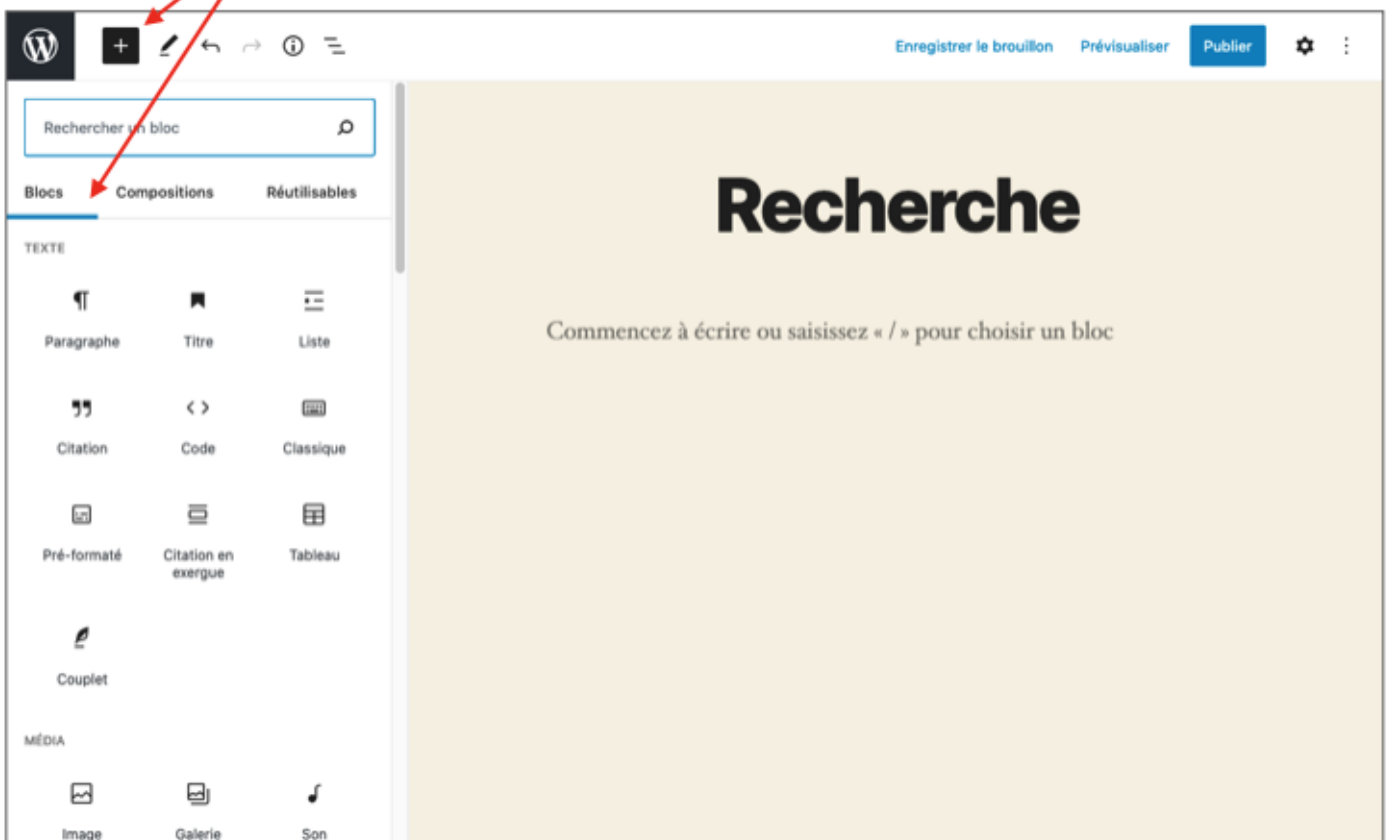 Enregistrer le brouillon Prévisualiser Publier
Rechercher un bloc
Blocs Compositions Réutilisables
TEXTE
Recherche
Commencez à écrire ou saisissez « / » pour choisir un bloc
Paragraphe Titre Liste
Citation Code Classique
Pré-formaté Citation en Tableau
exergue
Couplet
MÉDIA
Image Galerie Son